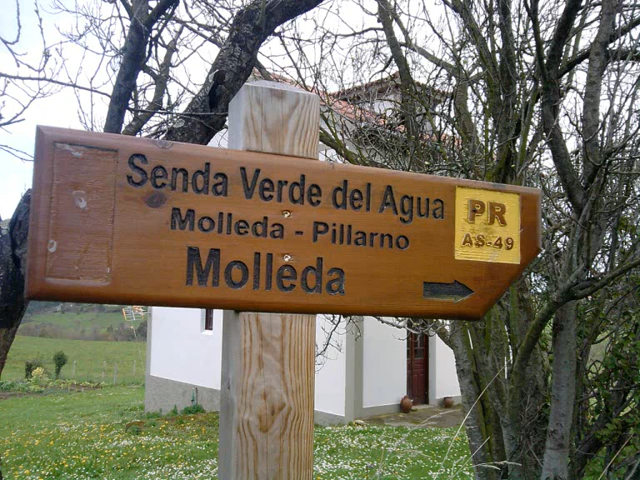 Senda Verde del Agua
Molleda - Pillarno
Molleda
PR
AS-49